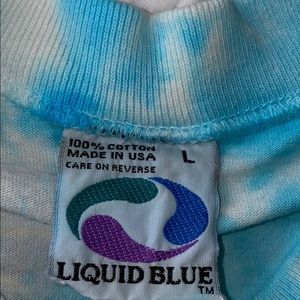 100% COTTON
MADE IN USA
CARE ON REVERSE
L
LIQUID BLUE
TM